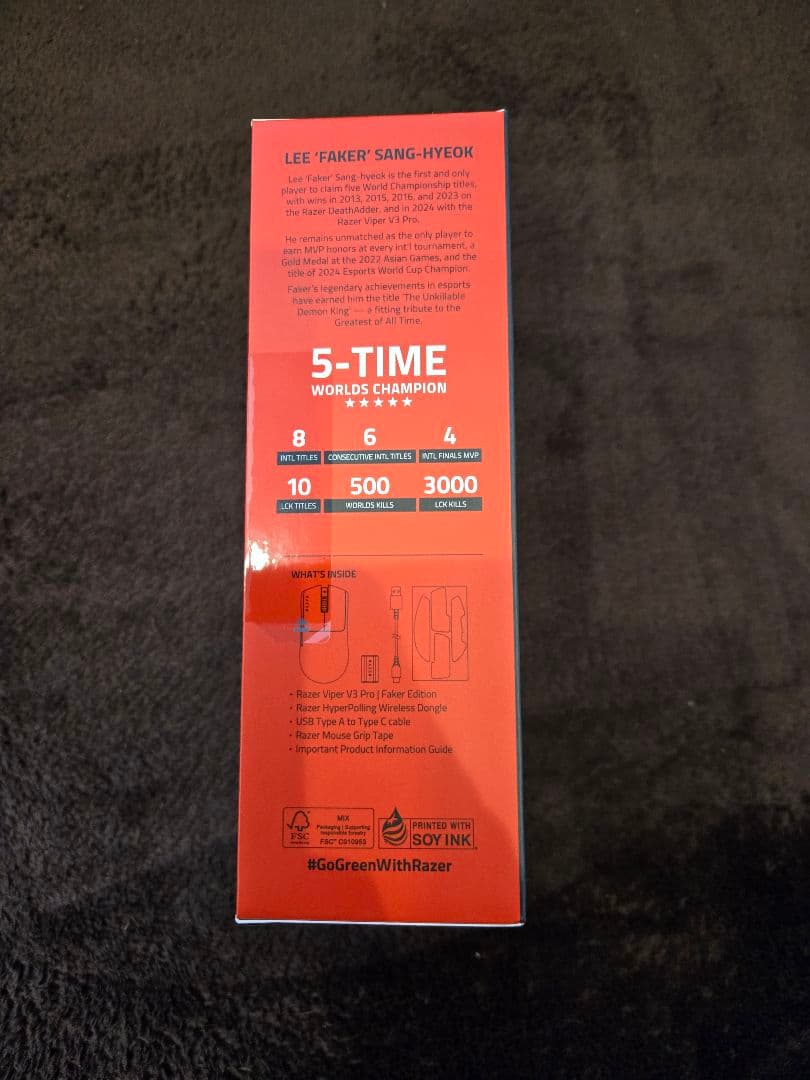 LEE 'FAKER' SANG-HYEOK
Lee 'Faker' Sang-hyeok is the first and only
player to claim five World Championship titles,
with wins in 2013, 2015, 2016, and 2023 on
the Razer DeathAdder, and in 2024 with the
Razer Viper V3 Pro.
He remains unmatched as the only player to
earn MVP honors at every int'l tournament, a
Gold Medal at the 2022 Asian Games, and the
title of 2024 Esports World Cup Champion.
Faker's legendary achievements in esports
have earned him the title 'The Unkillable
Demon King' — a fitting tribute to the
Greatest of All Time.
5-TIME
WORLDS CHAMPION
8 6 4
INTL TITLES CONSECUTIVE INTL TITLES INTL FINALS MVP
10 500 3000
LCK TITLES WORLDS KILLS LCK KILLS
WHAT'S INSIDE
• Razer Viper V3 Pro | Faker Edition
• Razer HyperPolling Wireless Dongle
• USB Type A to Type C cable
• Razer Mouse Grip Tape
• Important Product Information Guide
FSC
MIX
Packaging | Supporting
responsible forestry
FSC® C010953
PRINTED WITH
SOY INK
#GoGreenWithRazer